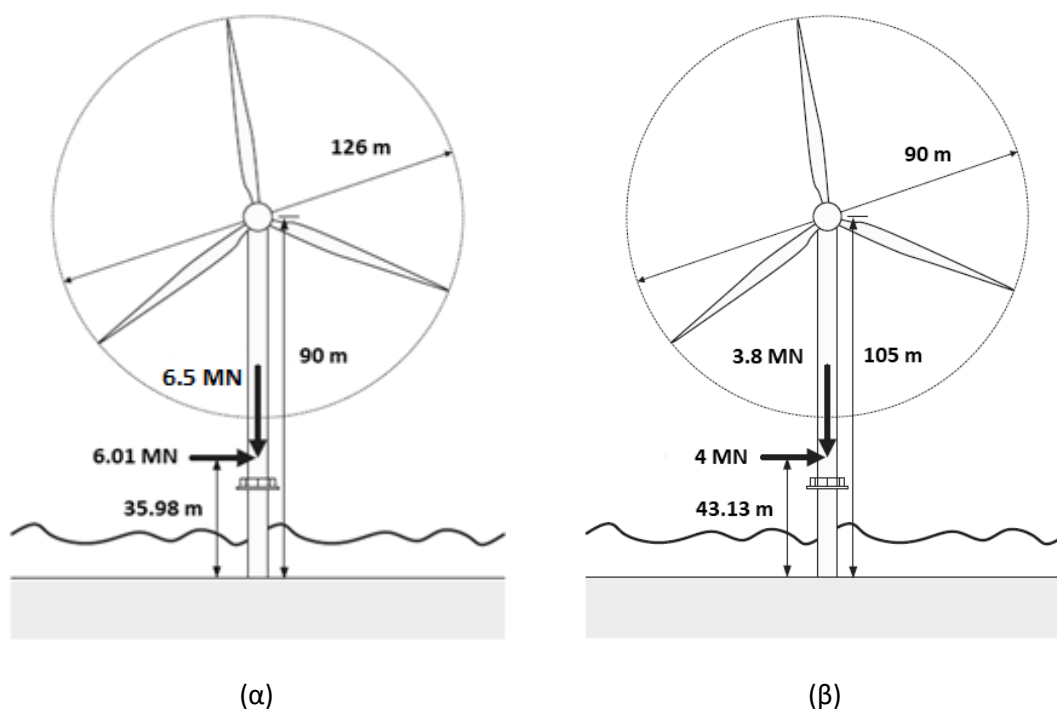 126 m
90 m
6.5 MN
6.01 MN
35.98 m
(α)
90 m
3.8 MN
105 m
4 MN
43.13 m
(β)